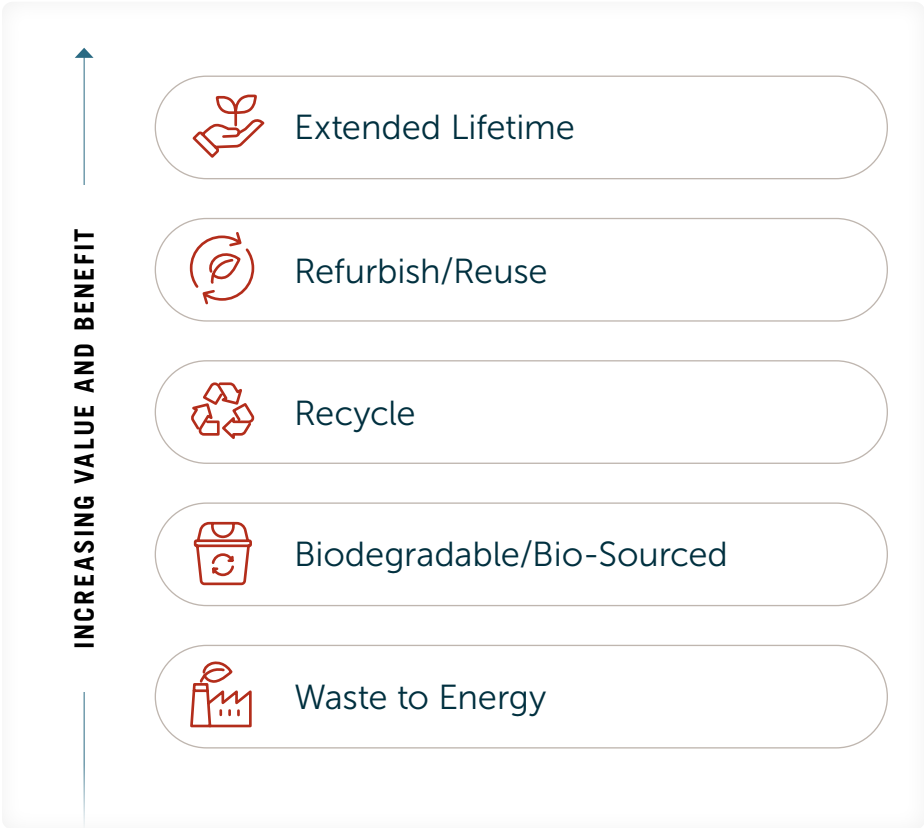 INCREASING VALUE AND BENEFIT
Extended Lifetime
Refurbish/Reuse
Recycle
Biodegradable/Bio-Sourced
Waste to Energy